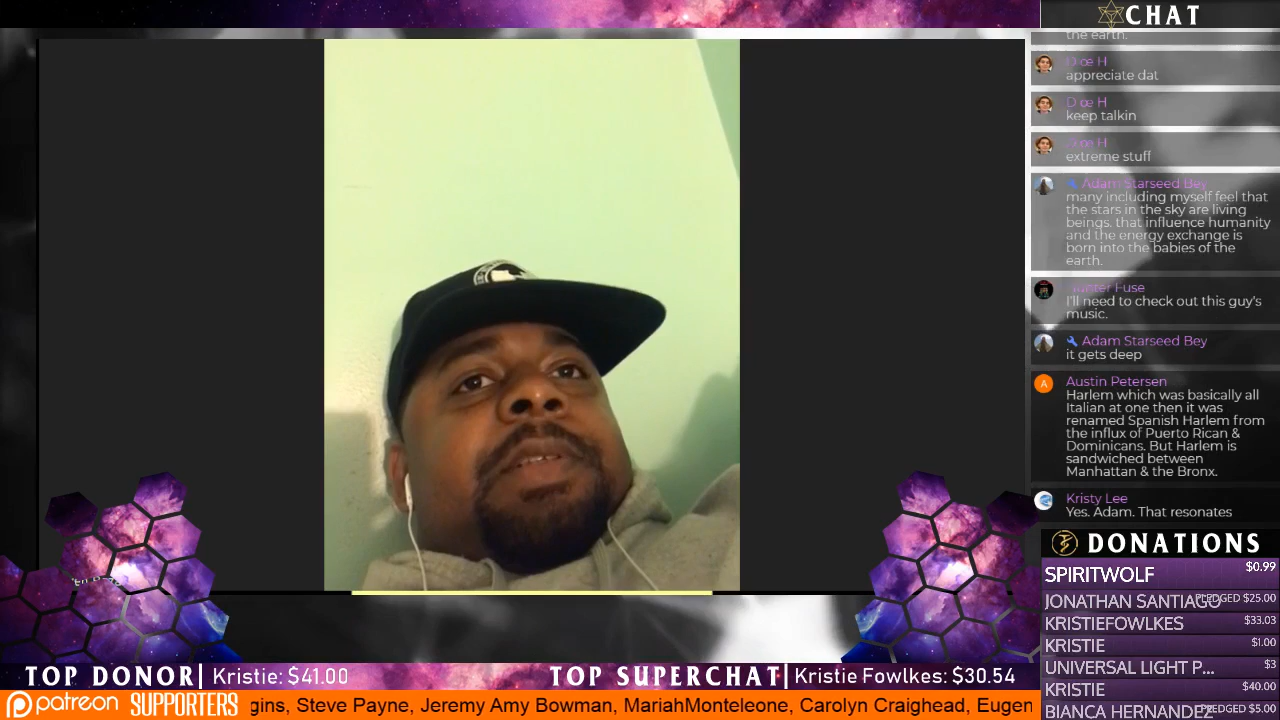 CHAT
the earth.
appreciate dat
keep talkin
extreme stuff
Adam Starseed Bey
many including myself feel that
the stars in the sky are living
beings. that influence humanity
and the energy exchange is
born into the babies of the
earth.
Fuse
I'll need to check out this guy's
music.
Adam Starseed Bey
it gets deep
A
Austin Petersen
Harlem which was basically all
Italian at one then it was
renamed Spanish Harlem from
the influx of Puerto Rican &
Dominicans. But Harlem is
sandwiched between
Manhattan & the Bronx.
Kristy Lee
Yes. Adam. That resonates
DONATIONS
SPIRITWOLF $0.99
JONATHAN SANTIAGO PLEDGED $25.00
KRISTIEFOWLKES $33.03
KRISTIE $1.00
UNIVERSAL LIGHT P... $3
KRISTIE $40.00
BIANCA HERNANDEZ PLEDGED $5.00
TOP DONOR| Kristie: $41.00
TOP SUPERCHAT| Kristie Fowlkes: $30.54
patreon SUPPORTERS gins, Steve Payne, Jeremy Amy Bowman, MariahMonteleone, Carolyn Craighead, Eugen